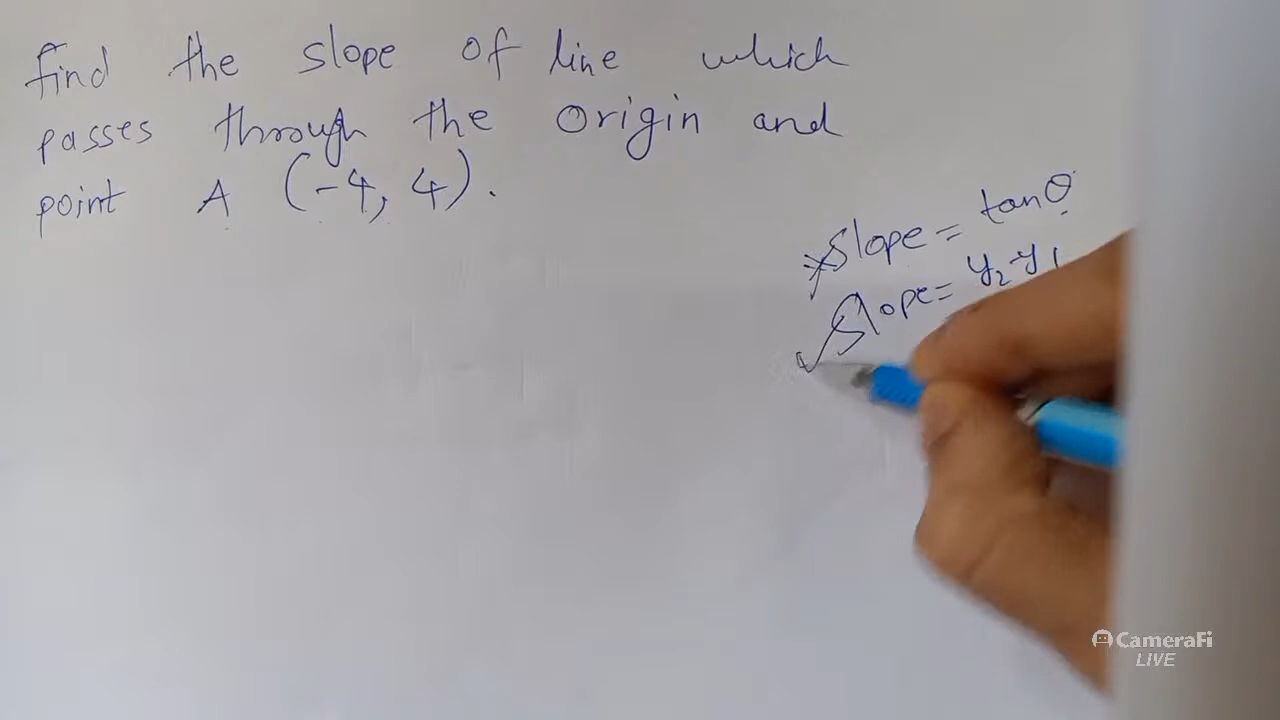 find the slope of line which
passes through the Origin and
point A (-4, 4).
Slope = tanθ
Slope = y₂-y₁
CameraFi
LIVE